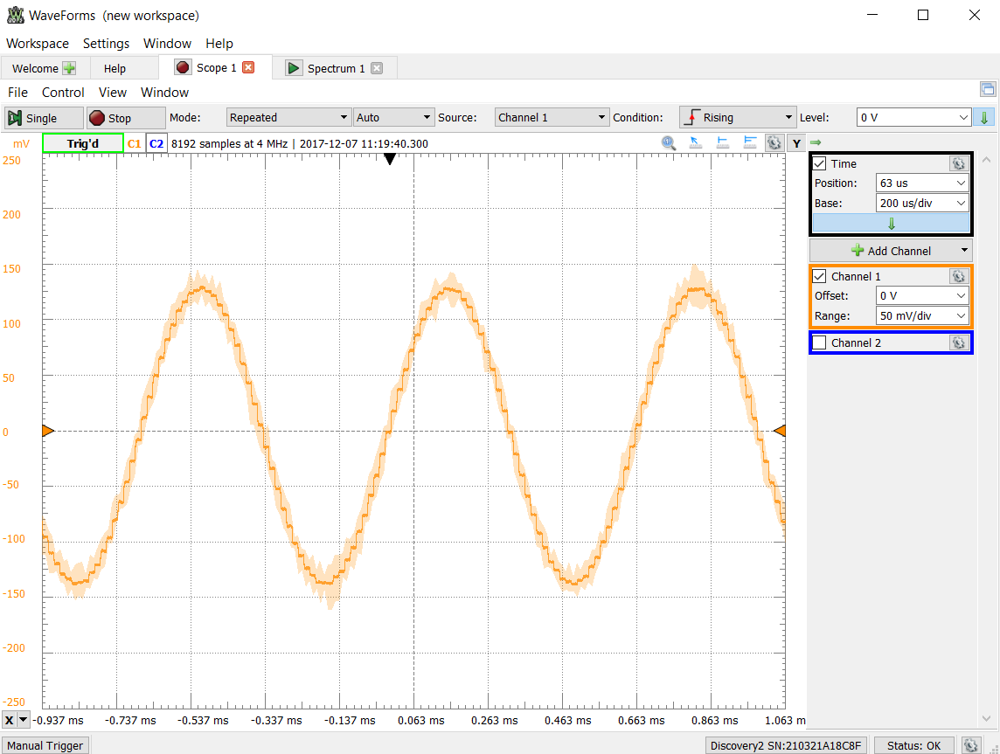 WaveForms (new workspace)
Workspace Settings Window Help
Welcome Help Scope 1 Spectrum 1
File Control View Window
Single Stop Mode: Repeated Auto Source: Channel 1 Condition: Rising Level: 0 V
mV Trig'd C1 C2 8192 samples at 4 MHz | 2017-12-07 11:19:40.300 Y
250
200
150
100
50
0
-50
-100
-150
-200
-250
Time
Position: 63 us
Base: 200 us/div
Add Channel
Channel 1
Offset: 0 V
Range: 50 mV/div
Channel 2
X -0.937 ms -0.737 ms -0.537 ms -0.337 ms -0.137 ms 0.063 ms 0.263 ms 0.463 ms 0.663 ms 0.863 ms 1.063 m
Manual Trigger Discovery2 SN:210321A18C8F Status: OK